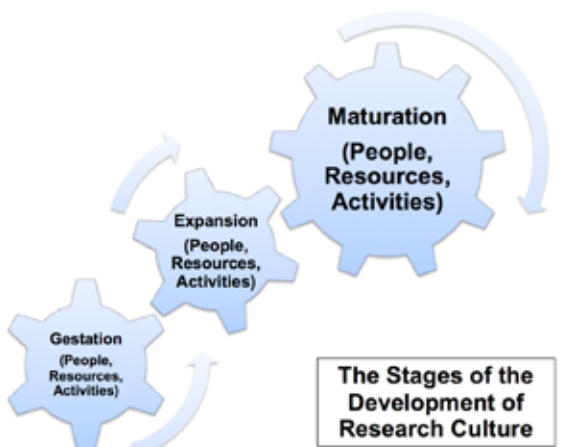 Maturation
(People,
Resources,
Activities)
Expansion
(People,
Resources,
Activities)
Gestation
(People,
Resources,
Activities)
The Stages of the
Development of
Research Culture